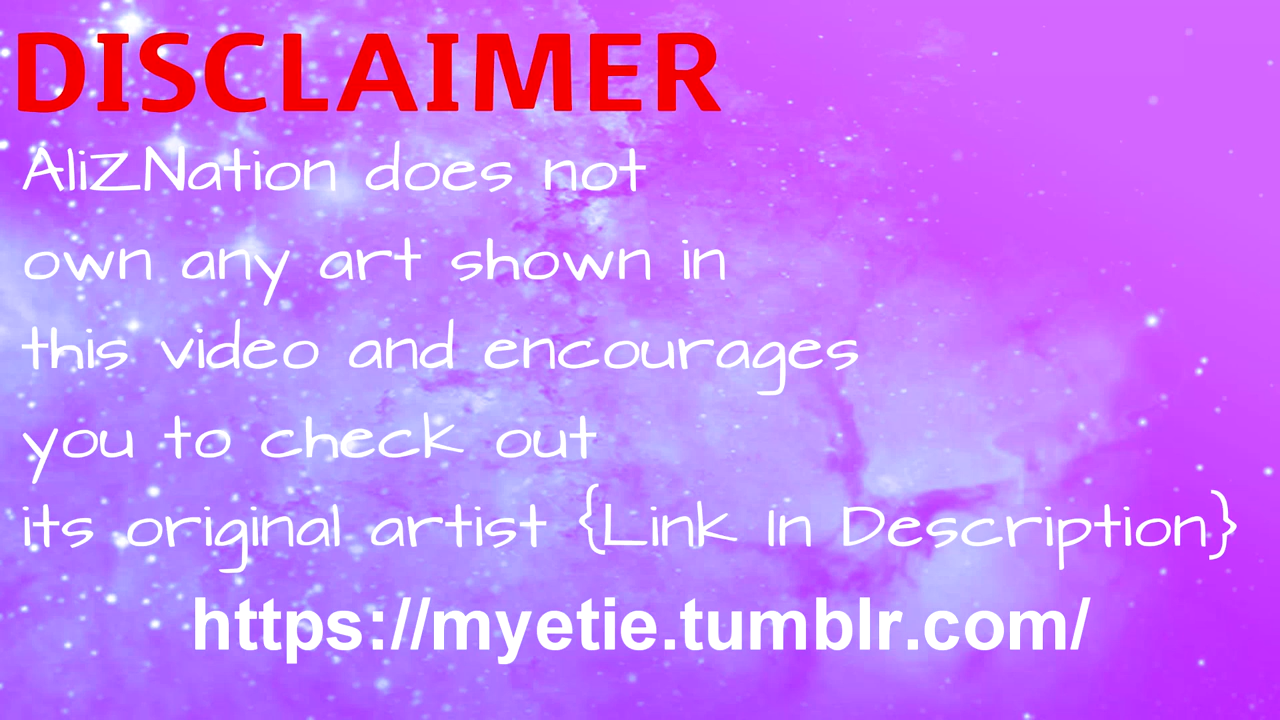 DISCLAIMER
AliZNation does not
own any art shown in
this video and encourages
you to check out
its original artist {Link In Description}
https://myetie.tumblr.com/